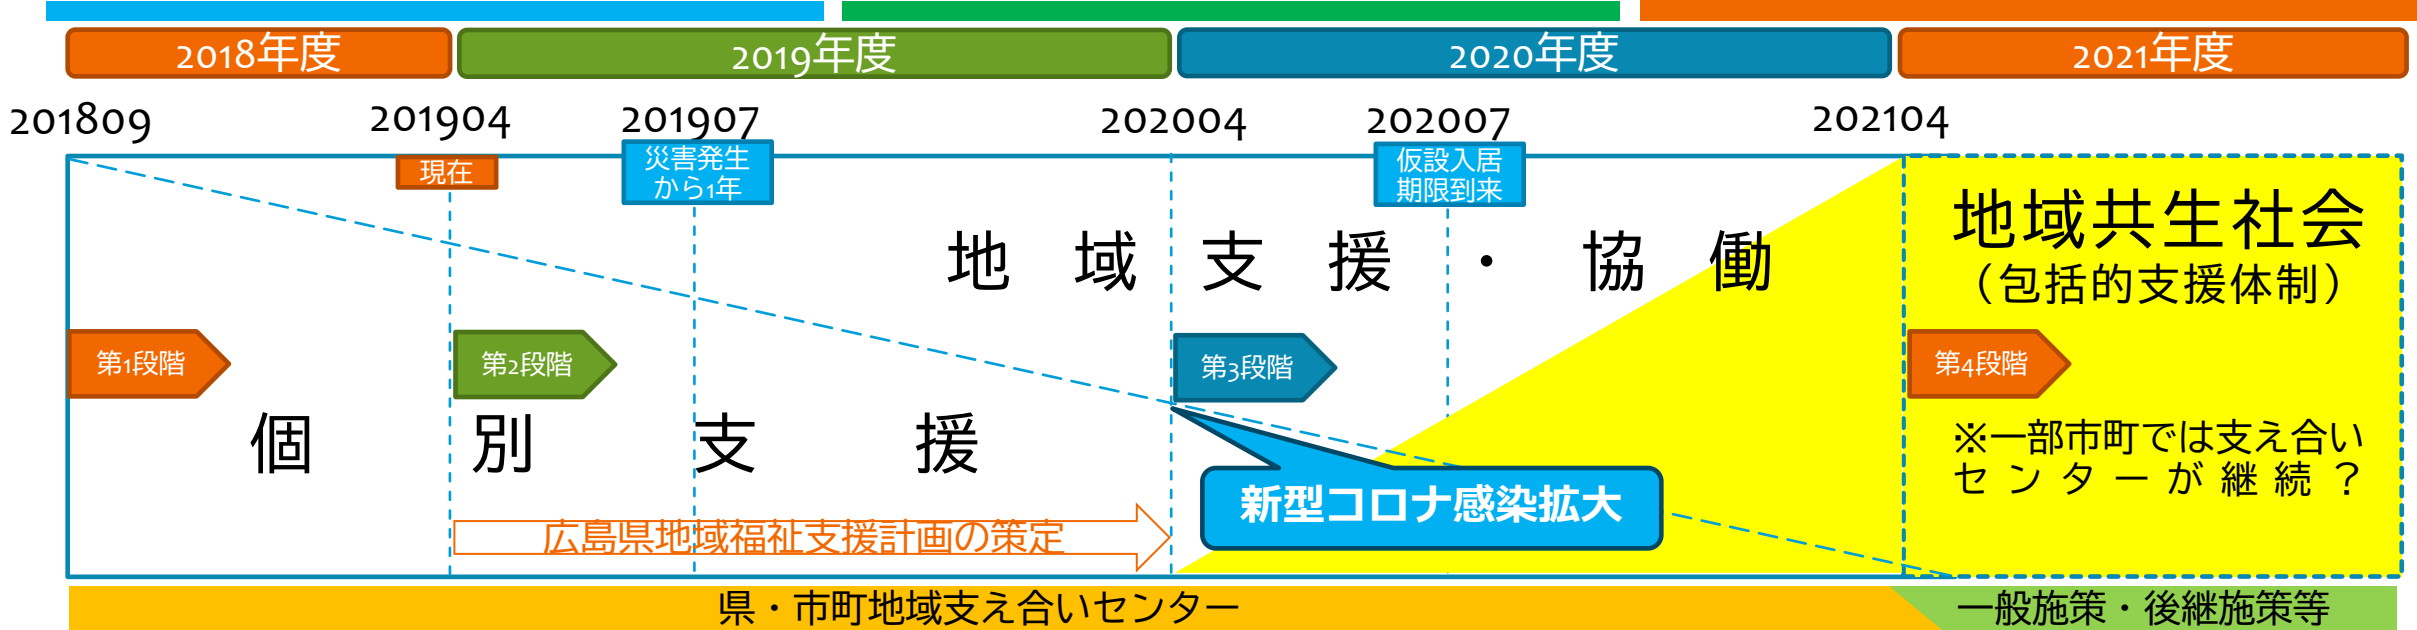 2018年度
2019年度
2020年度
2021年度
201809
201904
201907
202004
202007
202104
現在
災害発生
から1年
仮設入居
期限到来
地域支援・協働
地域共生社会
（包括的支援体制）
第1段階
第2段階
第3段階
第4段階
個別支援
※一部市町では支え合い
センターが継続？
新型コロナ感染拡大
広島県地域福祉支援計画の策定
県・市町地域支え合いセンター
一般施策・後継施策等